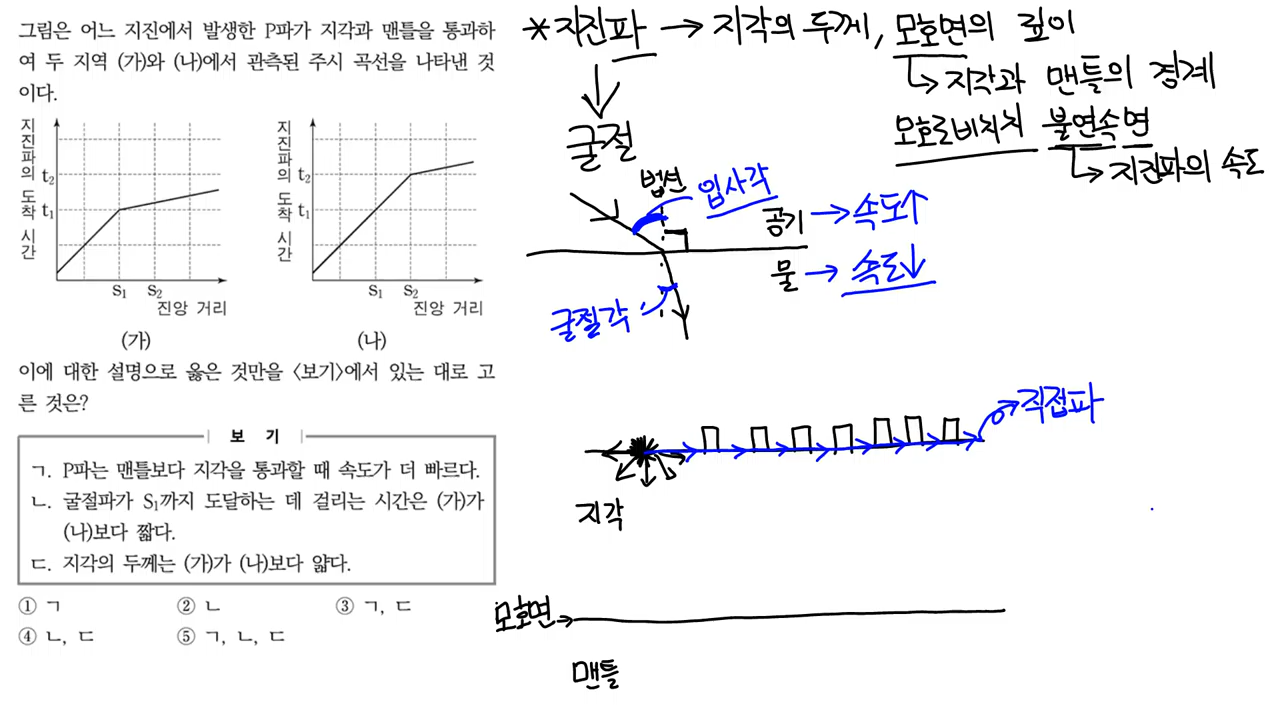 그림은 어느 지진에서 발생한 P파가 지각과 맨틀을 통과하
여 두 지역 (가)와 (나)에서 관측된 주시 곡선을 나타낸 것
이다.
지진파의 도착 시간
t₂
t₁
S₁ S₂
진앙 거리
(가)
지진파의 도착 시간
t₂
t₁
S₁ S₂
진앙 거리
(나)
이에 대한 설명으로 옳은 것만을 〈보기〉에서 있는 대로 고
른 것은?
보 기
ㄱ. P파는 맨틀보다 지각을 통과할 때 속도가 더 빠르다.
ㄴ. 굴절파가 S₁까지 도달하는 데 걸리는 시간은 (가)가
(나)보다 짧다.
ㄷ. 지각의 두께는 (가)가 (나)보다 얇다.
① ㄱ ② ㄴ ③ ㄱ, ㄷ
④ ㄴ, ㄷ ⑤ ㄱ, ㄴ, ㄷ
*지진파 → 지각의 두께, 모호면의 깊이
↳지각과 맨틀의 경계
모호로비치치 불연속면
↳지진파의 속도
굴절
법선 입사각
공기 → 속도↑
물 → 속도↓
굴절각
직접파
지각
모호면→
맨틀